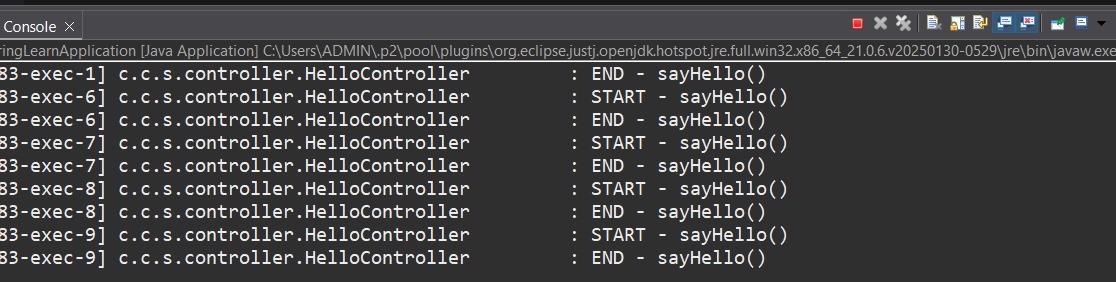 Console
ringLearnApplication [Java Application] C:\Users\ADMIN\.p2\pool\plugins\org.eclipse.justj.openjdk.hotspot.jre.full.win32.x86_64_21.0.6.v20250130-0529\jre\bin\javaw.exe
83-exec-1] c.c.s.controller.HelloController : END - sayHello()
83-exec-6] c.c.s.controller.HelloController : START - sayHello()
83-exec-6] c.c.s.controller.HelloController : END - sayHello()
83-exec-7] c.c.s.controller.HelloController : START - sayHello()
83-exec-7] c.c.s.controller.HelloController : END - sayHello()
83-exec-8] c.c.s.controller.HelloController : START - sayHello()
83-exec-8] c.c.s.controller.HelloController : END - sayHello()
83-exec-9] c.c.s.controller.HelloController : START - sayHello()
83-exec-9] c.c.s.controller.HelloController : END - sayHello()